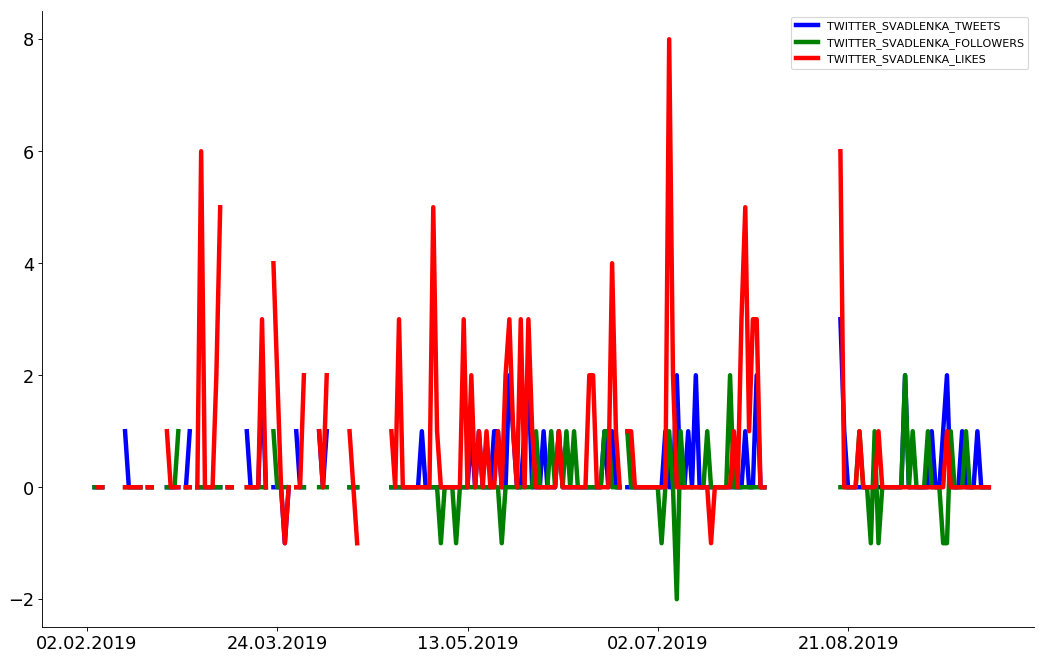 TWITTER_SVADLENKA_TWEETS
TWITTER_SVADLENKA_FOLLOWERS
TWITTER_SVADLENKA_LIKES
8
6
4
2
0
−2
02.02.2019 24.03.2019 13.05.2019 02.07.2019 21.08.2019